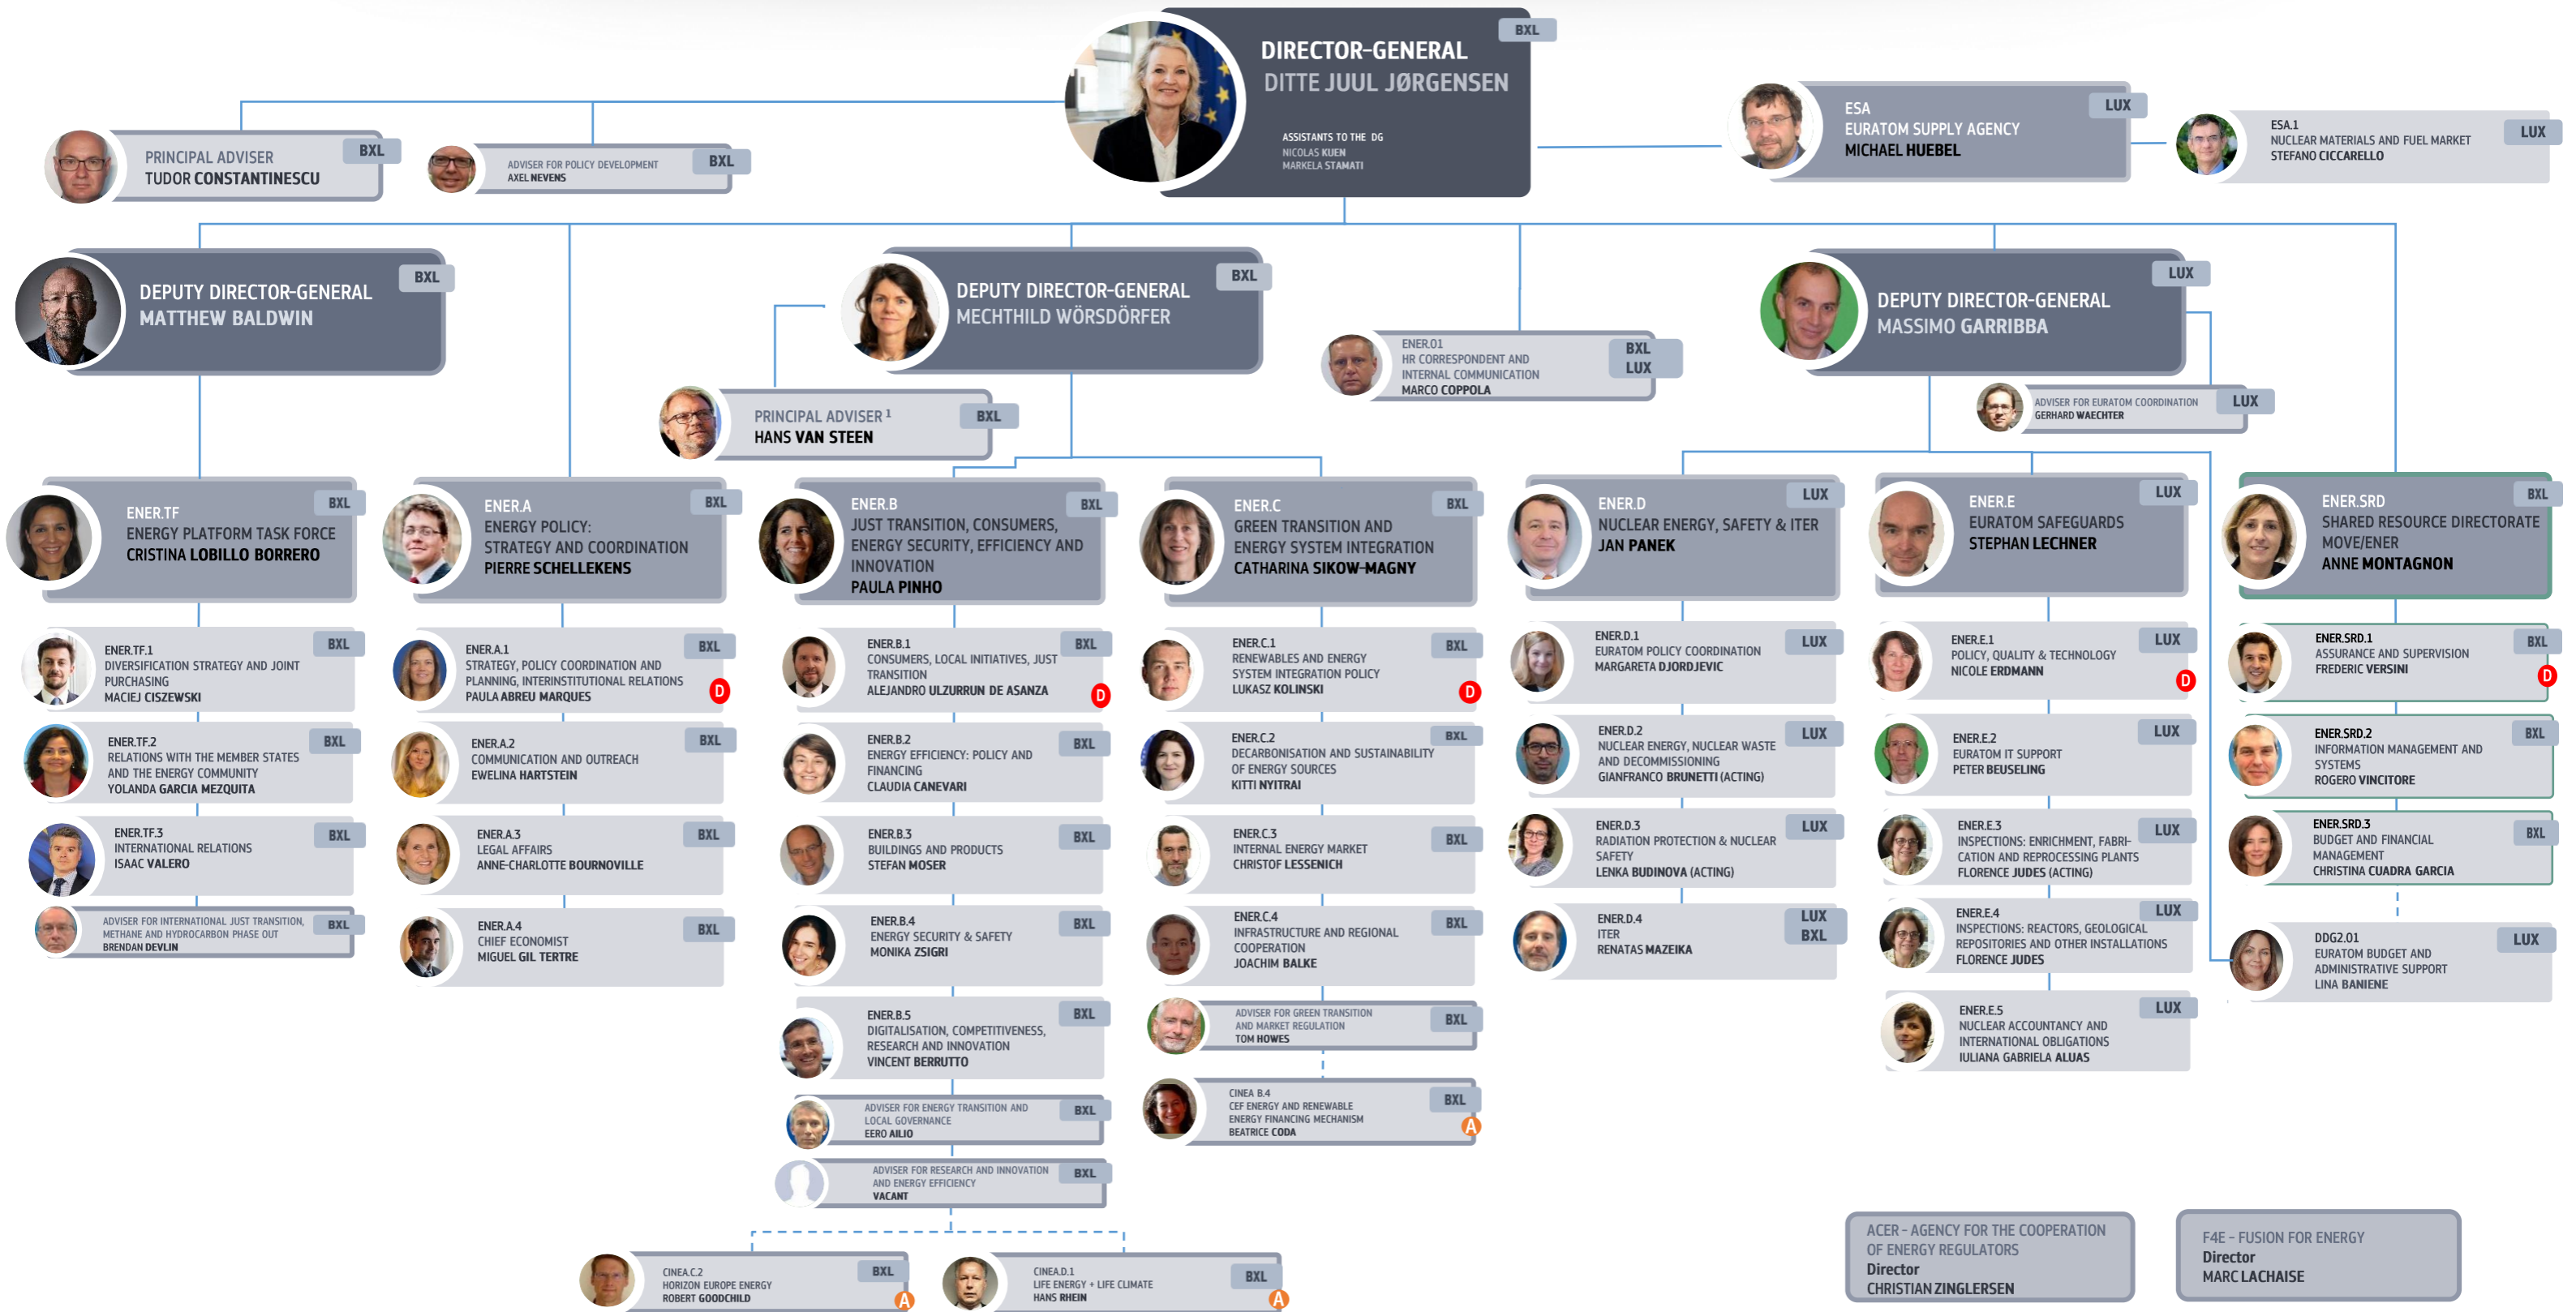 BXL
DIRECTOR-GENERAL
DITTE JUUL JØRGENSEN
ASSISTANTS TO THE DG
NICOLAS KUEN
MARKELA STAMATI
PRINCIPAL ADVISER
TUDOR CONSTANTINESCU
BXL
ADVISER FOR POLICY DEVELOPMENT
AXEL NEVENS
BXL
ESA
EURATOM SUPPLY AGENCY
MICHAEL HUEBEL
LUX
ESA.1
NUCLEAR MATERIALS AND FUEL MARKET
STEFANO CICCARELLO
LUX
DEPUTY DIRECTOR-GENERAL
MATTHEW BALDWIN
BXL
DEPUTY DIRECTOR-GENERAL
MECHTHILD WÖRSDÖRFER
BXL
PRINCIPAL ADVISER 1
HANS VAN STEEN
BXL
ENER.01
HR CORRESPONDENT AND
INTERNAL COMMUNICATION
MARCO COPPOLA
BXL
LUX
DEPUTY DIRECTOR-GENERAL
MASSIMO GARRIBBA
LUX
ADVISER FOR EURATOM COORDINATION
GERHARD WAECHTER
LUX
ENER.TF
ENERGY PLATFORM TASK FORCE
CRISTINA LOBILLO BORRERO
BXL
ENER.A
ENERGY POLICY:
STRATEGY AND COORDINATION
PIERRE SCHELLEKENS
BXL
ENER.B
JUST TRANSITION, CONSUMERS,
ENERGY SECURITY, EFFICIENCY AND
INNOVATION
PAULA PINHO
BXL
ENER.C
GREEN TRANSITION AND
ENERGY SYSTEM INTEGRATION
CATHARINA SIKOW-MAGNY
BXL
ENER.D
NUCLEAR ENERGY, SAFETY & ITER
JAN PANEK
LUX
ENER.E
EURATOM SAFEGUARDS
STEPHAN LECHNER
LUX
ENER.SRD
SHARED RESOURCE DIRECTORATE
MOVE/ENER
ANNE MONTAGNON
BXL
ENER.TF.1
DIVERSIFICATION STRATEGY AND JOINT
PURCHASING
MACIEJ CISZEWSKI
BXL
ENER.TF.2
RELATIONS WITH THE MEMBER STATES
AND THE ENERGY COMMUNITY
YOLANDA GARCIA MEZQUITA
BXL
ENER.TF.3
INTERNATIONAL RELATIONS
ISAAC VALERO
BXL
ADVISER FOR INTERNATIONAL JUST TRANSITION,
METHANE AND HYDROCARBON PHASE OUT
BRENDAN DEVLIN
BXL
ENER.A.1
STRATEGY, POLICY COORDINATION AND
PLANNING, INTERINSTITUTIONAL RELATIONS
PAULA ABREU MARQUES
BXL
D
ENER.A.2
COMMUNICATION AND OUTREACH
EWELINA HARTSTEIN
BXL
ENER.A.3
LEGAL AFFAIRS
ANNE-CHARLOTTE BOURNOVILLE
BXL
ENER.A.4
CHIEF ECONOMIST
MIGUEL GIL TERTRE
BXL
ENER.B.1
CONSUMERS, LOCAL INITIATIVES, JUST
TRANSITION
ALEJANDRO ULZURRUN DE ASANZA
BXL
D
ENER.B.2
ENERGY EFFICIENCY: POLICY AND
FINANCING
CLAUDIA CANEVARI
BXL
ENER.B.3
BUILDINGS AND PRODUCTS
STEFAN MOSER
BXL
ENER.B.4
ENERGY SECURITY & SAFETY
MONIKA ZSIGRI
BXL
ENER.B.5
DIGITALISATION, COMPETITIVENESS,
RESEARCH AND INNOVATION
VINCENT BERRUTTO
BXL
ADVISER FOR ENERGY TRANSITION AND
LOCAL GOVERNANCE
EERO AILIO
BXL
ADVISER FOR RESEARCH AND INNOVATION
AND ENERGY EFFICIENCY
VACANT
BXL
CINEA.C.2
HORIZON EUROPE ENERGY
ROBERT GOODCHILD
BXL
A
CINEA.D.1
LIFE ENERGY + LIFE CLIMATE
HANS RHEIN
BXL
A
ENER.C.1
RENEWABLES AND ENERGY
SYSTEM INTEGRATION POLICY
LUKASZ KOLINSKI
BXL
D
ENER.C.2
DECARBONISATION AND SUSTAINABILITY
OF ENERGY SOURCES
KITTI NYITRAI
BXL
ENER.C.3
INTERNAL ENERGY MARKET
CHRISTOF LESSENICH
BXL
ENER.C.4
INFRASTRUCTURE AND REGIONAL
COOPERATION
JOACHIM BALKE
BXL
ADVISER FOR GREEN TRANSITION
AND MARKET REGULATION
TOM HOWES
BXL
CINEA B.4
CEF ENERGY AND RENEWABLE
ENERGY FINANCING MECHANISM
BEATRICE CODA
BXL
A
ENER.D.1
EURATOM POLICY COORDINATION
MARGARETA DJORDJEVIC
LUX
ENER.D.2
NUCLEAR ENERGY, NUCLEAR WASTE
AND DECOMMISSIONING
GIANFRANCO BRUNETTI (ACTING)
LUX
ENER.D.3
RADIATION PROTECTION & NUCLEAR
SAFETY
LENKA BUDINOVA (ACTING)
LUX
ENER.D.4
ITER
RENATAS MAZEIKA
LUX
BXL
ENER.E.1
POLICY, QUALITY & TECHNOLOGY
NICOLE ERDMANN
LUX
D
ENER.E.2
EURATOM IT SUPPORT
PETER BEUSELING
LUX
ENER.E.3
INSPECTIONS: ENRICHMENT, FABRI-
CATION AND REPROCESSING PLANTS
FLORENCE JUDES (ACTING)
LUX
ENER.E.4
INSPECTIONS: REACTORS, GEOLOGICAL
REPOSITORIES AND OTHER INSTALLATIONS
FLORENCE JUDES
LUX
ENER.E.5
NUCLEAR ACCOUNTANCY AND
INTERNATIONAL OBLIGATIONS
IULIANA GABRIELA ALUAS
LUX
ENER.SRD.1
ASSURANCE AND SUPERVISION
FREDERIC VERSINI
BXL
D
ENER.SRD.2
INFORMATION MANAGEMENT AND
SYSTEMS
ROGERO VINCITORE
BXL
ENER.SRD.3
BUDGET AND FINANCIAL
MANAGEMENT
CHRISTINA CUADRA GARCIA
BXL
DDG2.01
EURATOM BUDGET AND
ADMINISTRATIVE SUPPORT
LINA BANIENE
LUX
ACER - AGENCY FOR THE COOPERATION
OF ENERGY REGULATORS
Director
CHRISTIAN ZINGLERSEN
F4E - FUSION FOR ENERGY
Director
MARC LACHAISE